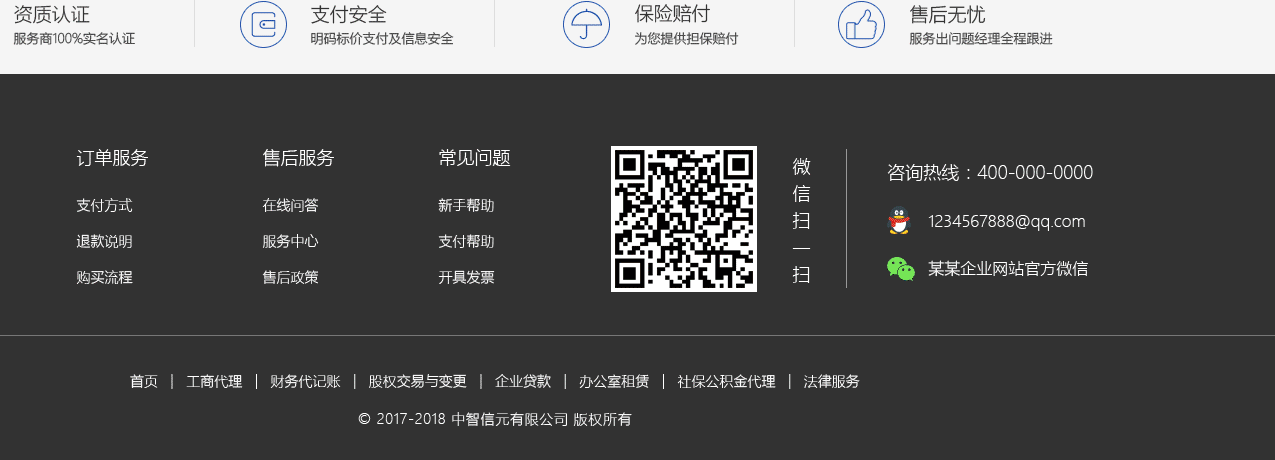 资质认证
支付安全
保险赔付
售后无忧
服务商100%实名认证
明码标价支付及信息安全
为您提供担保赔付
服务出问题经理全程跟进
订单服务
支付方式
退款说明
购买流程
售后服务
在线问答
服务中心
售后政策
常见问题
新手帮助
支付帮助
开具发票
微信扫一扫
咨询热线：400-000-0000
1234567888@qq.com
某某企业网站官方微信
首页 | 工商代理 | 财务代记账 | 股权交易与变更 | 企业贷款 | 办公室租赁 | 社保公积金代理 | 法律服务
© 2017-2018 中智信元有限公司 版权所有